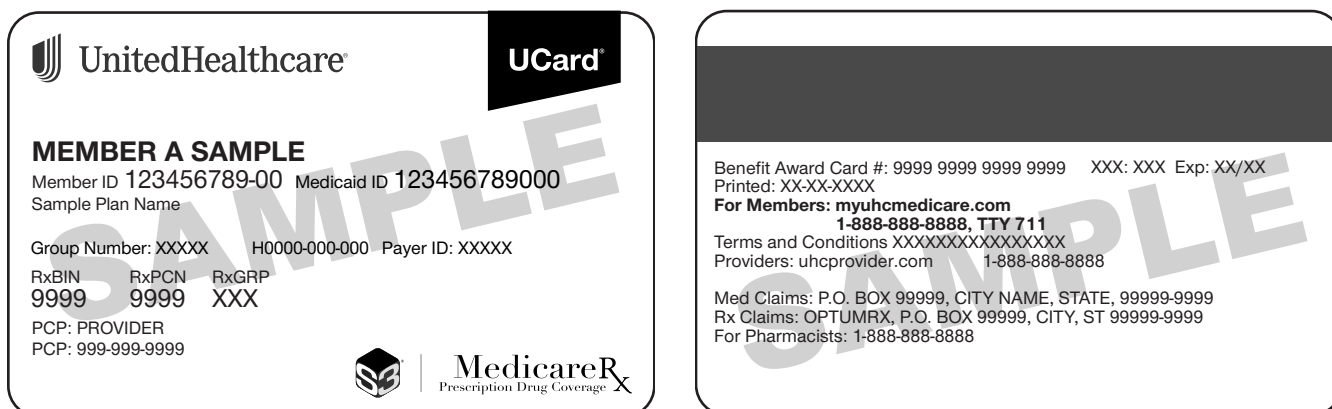 UnitedHealthcare®
UCard®
SAMPLE
MEMBER A SAMPLE
Member ID 123456789-00 Medicaid ID 123456789000
Sample Plan Name
Group Number: XXXXX H0000-000-000 Payer ID: XXXXX
RxBIN RxPCN RxGRP
9999 9999 XXX
PCP: PROVIDER
PCP: 999-999-9999
S3
MedicareRx
Prescription Drug Coverage
SAMPLE
Benefit Award Card #: 9999 9999 9999 9999 XXX: XXX Exp: XX/XX
Printed: XX-XX-XXXX
For Members: myuhcmedicare.com
1-888-888-8888, TTY 711
Terms and Conditions XXXXXXXXXXXXXXXX
Providers: uhcprovider.com 1-888-888-8888
Med Claims: P.O. BOX 99999, CITY NAME, STATE, 99999-9999
Rx Claims: OPTUMRX, P.O. BOX 99999, CITY, ST 99999-9999
For Pharmacists: 1-888-888-8888